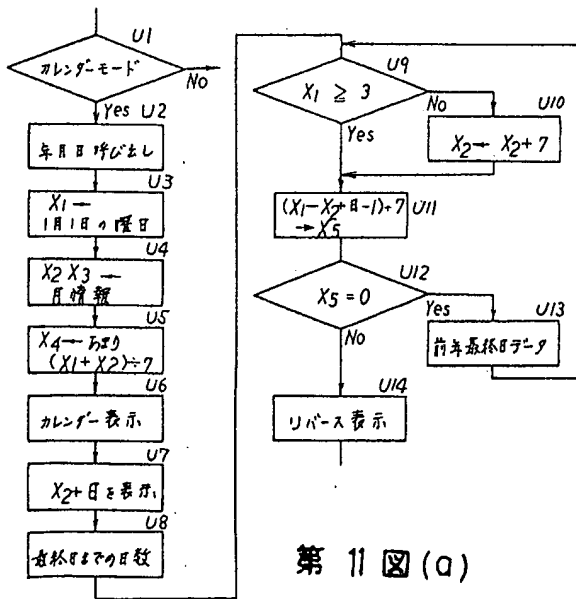 U1
カレンダーモード
No
Yes U2
年月日呼び出し
U3
X1←
1月1日の曜日
U4
X2 X3 ←
月情報
U5
X4←あまり
(X1+X2)÷7
U6
カレンダー表示
U7
X2+日を表示
U8
最終日までの日数
U9
X1 ≧ 3
No
U10
Yes
X2← X2+7
(X1-X2+日-1)÷7
U11
→X5
U12
X5=0
Yes
U13
No
前年最終日データ
U14
リバース表示
第 11 図(a)